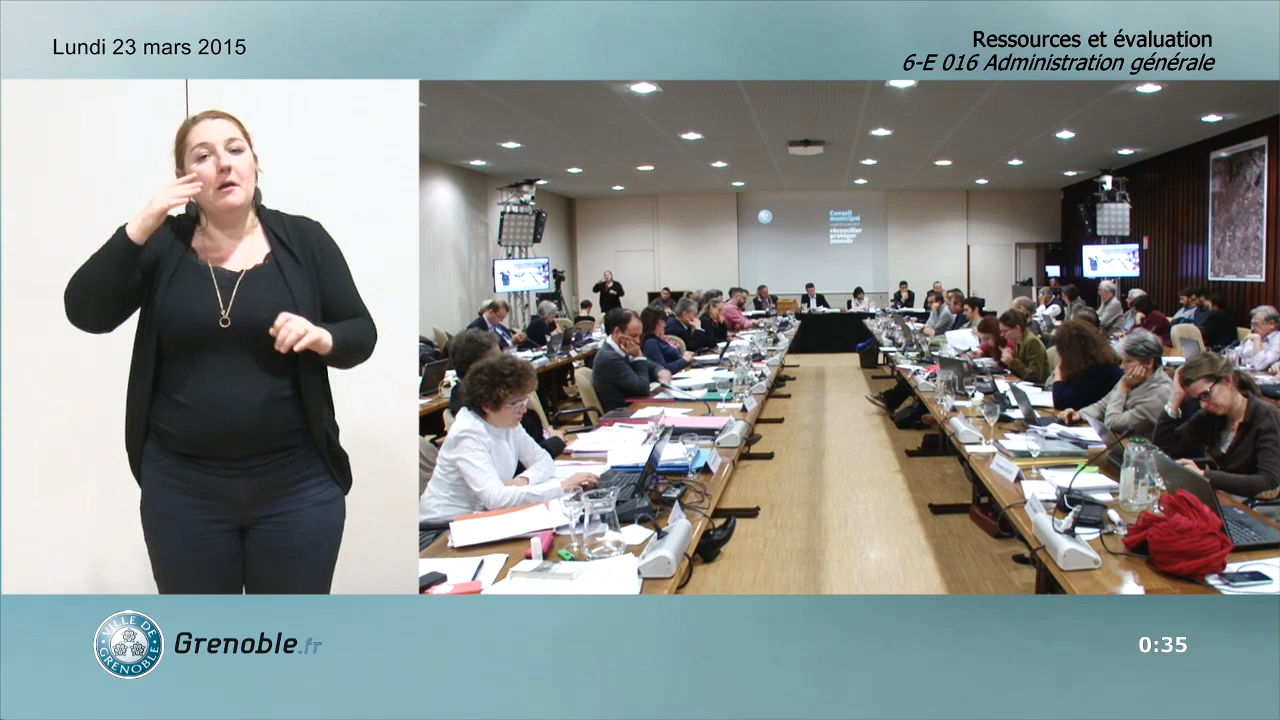 Lundi 23 mars 2015
Ressources et évaluation
6-E 016 Administration générale
Conseil
municipal
réconcilier
protéger
VILLE DE
GRENOBLE
Grenoble.fr
0:35